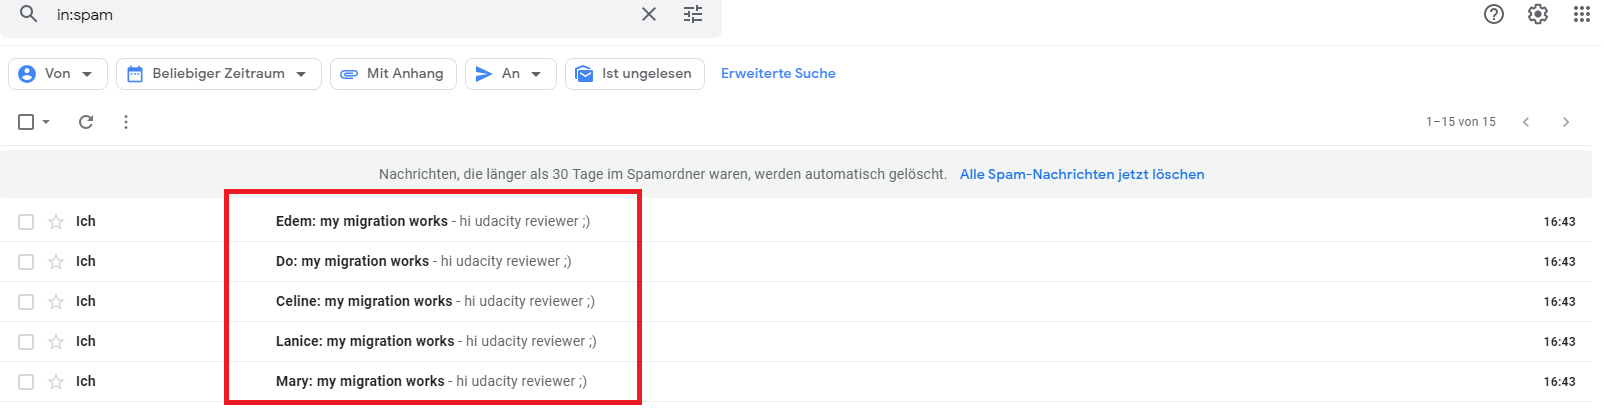 in:spam
Von Beliebiger Zeitraum Mit Anhang An Ist ungelesen Erweiterte Suche
1–15 von 15
Nachrichten, die länger als 30 Tage im Spamordner waren, werden automatisch gelöscht. Alle Spam-Nachrichten jetzt löschen
Ich Edem: my migration works - hi udacity reviewer ;) 16:43
Ich Do: my migration works - hi udacity reviewer ;) 16:43
Ich Celine: my migration works - hi udacity reviewer ;) 16:43
Ich Lanice: my migration works - hi udacity reviewer ;) 16:43
Ich Mary: my migration works - hi udacity reviewer ;) 16:43